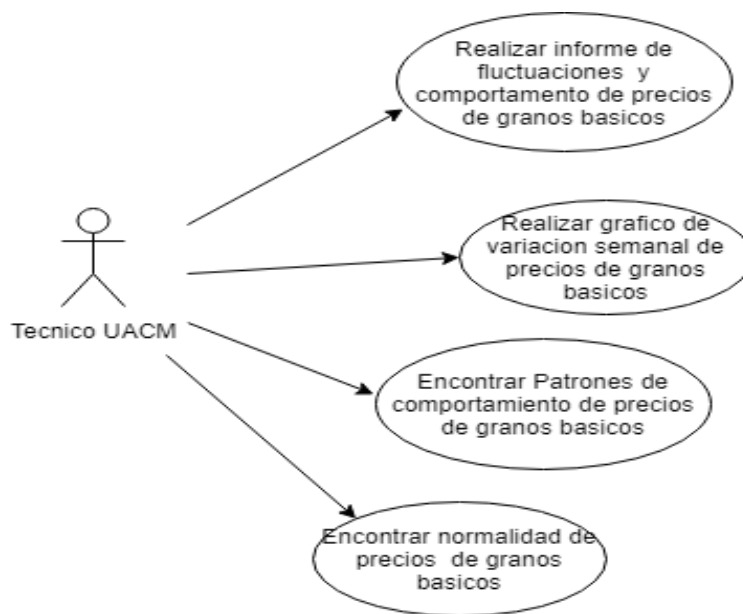 Realizar informe de
fluctuaciones y
comportamento de precios
de granos basicos
Realizar grafico de
variacion semanal de
precios de granos
basicos
Tecnico UACM
Encontrar Patrones de
comportamiento de precios
de granos basicos
Encontrar normalidad de
precios de granos
basicos